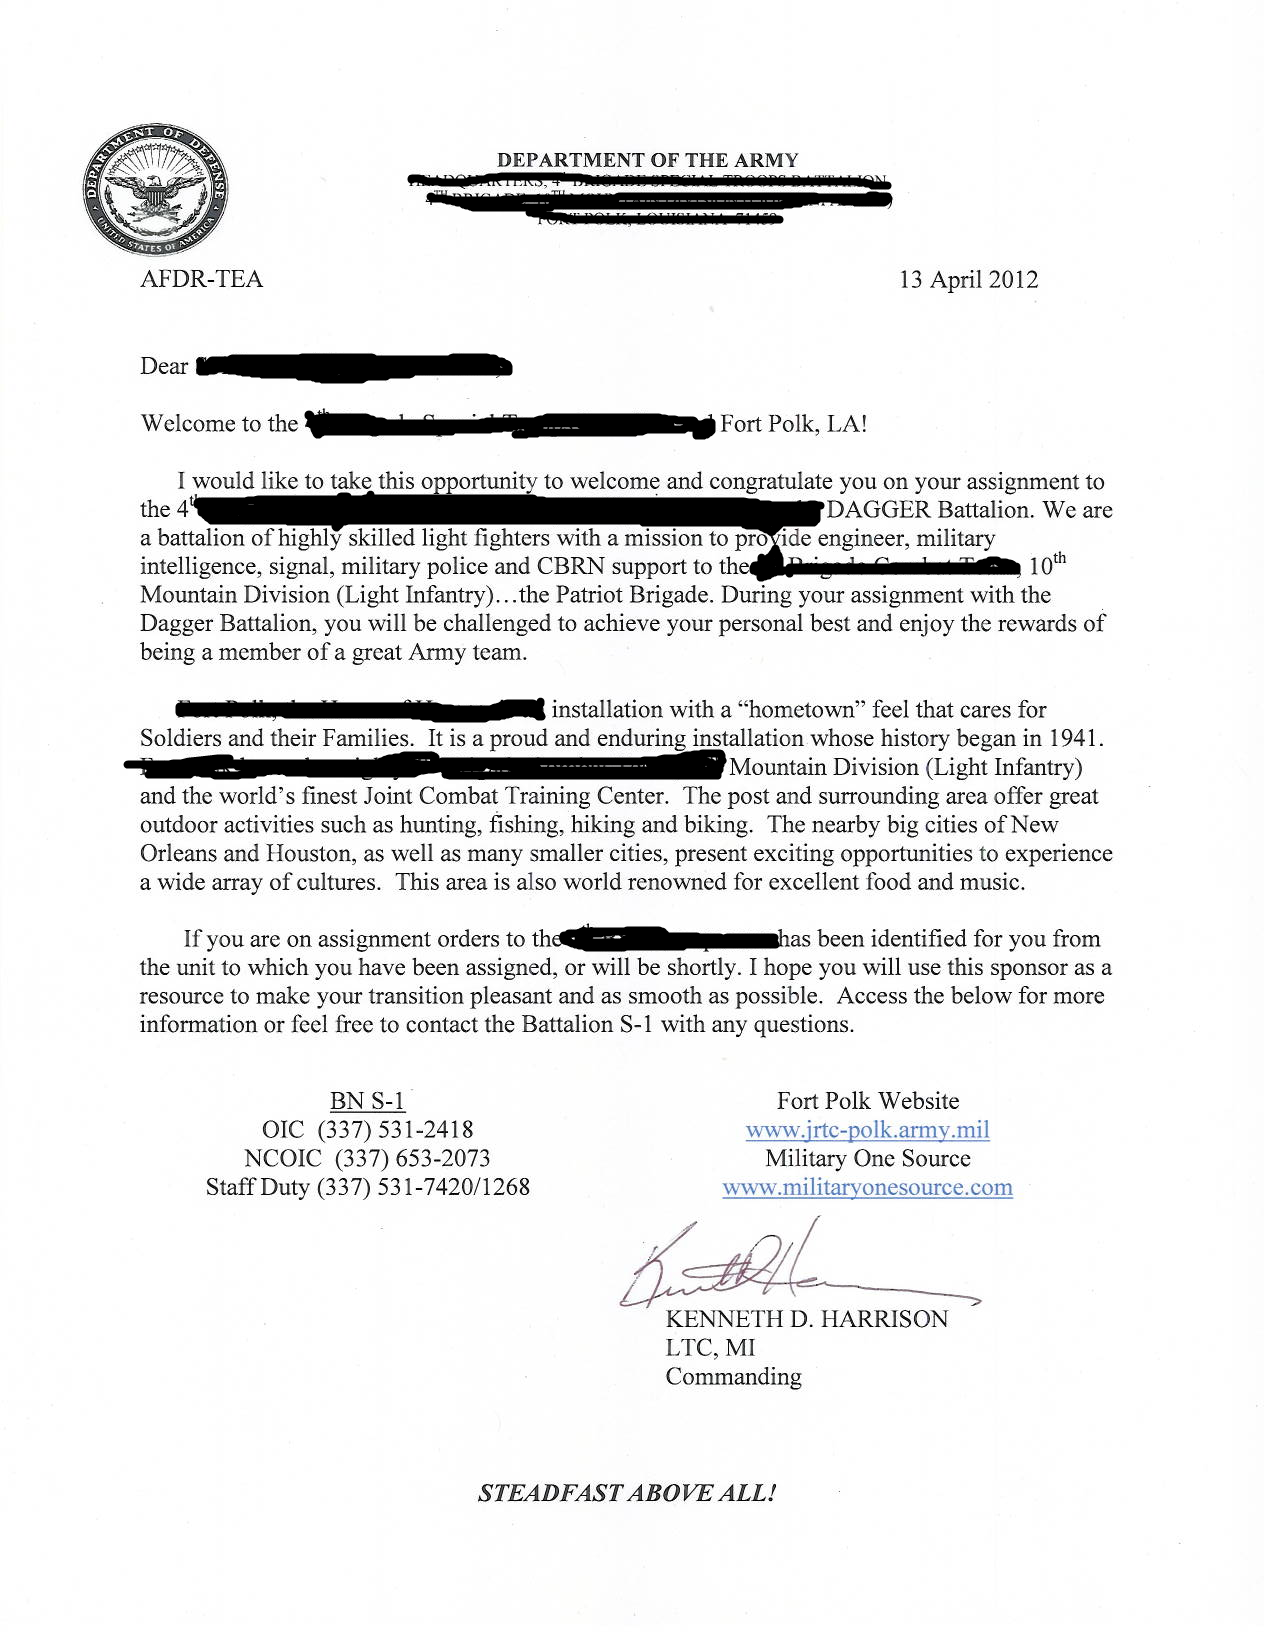 DEPARTMENT OF DEFENSE
UNITED STATES OF AMERICA
DEPARTMENT OF THE ARMY
AFDR-TEA 13 April 2012
Dear
Welcome to the Fort Polk, LA!
I would like to take this opportunity to welcome and congratulate you on your assignment to
the 4th DAGGER Battalion. We are
a battalion of highly skilled light fighters with a mission to provide engineer, military
intelligence, signal, military police and CBRN support to the 10th
Mountain Division (Light Infantry)…the Patriot Brigade. During your assignment with the
Dagger Battalion, you will be challenged to achieve your personal best and enjoy the rewards of
being a member of a great Army team.
installation with a “hometown” feel that cares for
Soldiers and their Families.  It is a proud and enduring installation whose history began in 1941.
Mountain Division (Light Infantry)
and the world’s finest Joint Combat Training Center.  The post and surrounding area offer great
outdoor activities such as hunting, fishing, hiking and biking.  The nearby big cities of New
Orleans and Houston, as well as many smaller cities, present exciting opportunities to experience
a wide array of cultures.  This area is also world renowned for excellent food and music.
If you are on assignment orders to the has been identified for you from
the unit to which you have been assigned, or will be shortly. I hope you will use this sponsor as a
resource to make your transition pleasant and as smooth as possible.  Access the below for more
information or feel free to contact the Battalion S-1 with any questions.
BN S-1 Fort Polk Website
OIC  (337) 531-2418 www.jrtc-polk.army.mil
NCOIC  (337) 653-2073 Military One Source
Staff Duty (337) 531-7420/1268 www.militaryonesource.com
KENNETH D. HARRISON
LTC, MI
Commanding
STEADFAST ABOVE ALL!